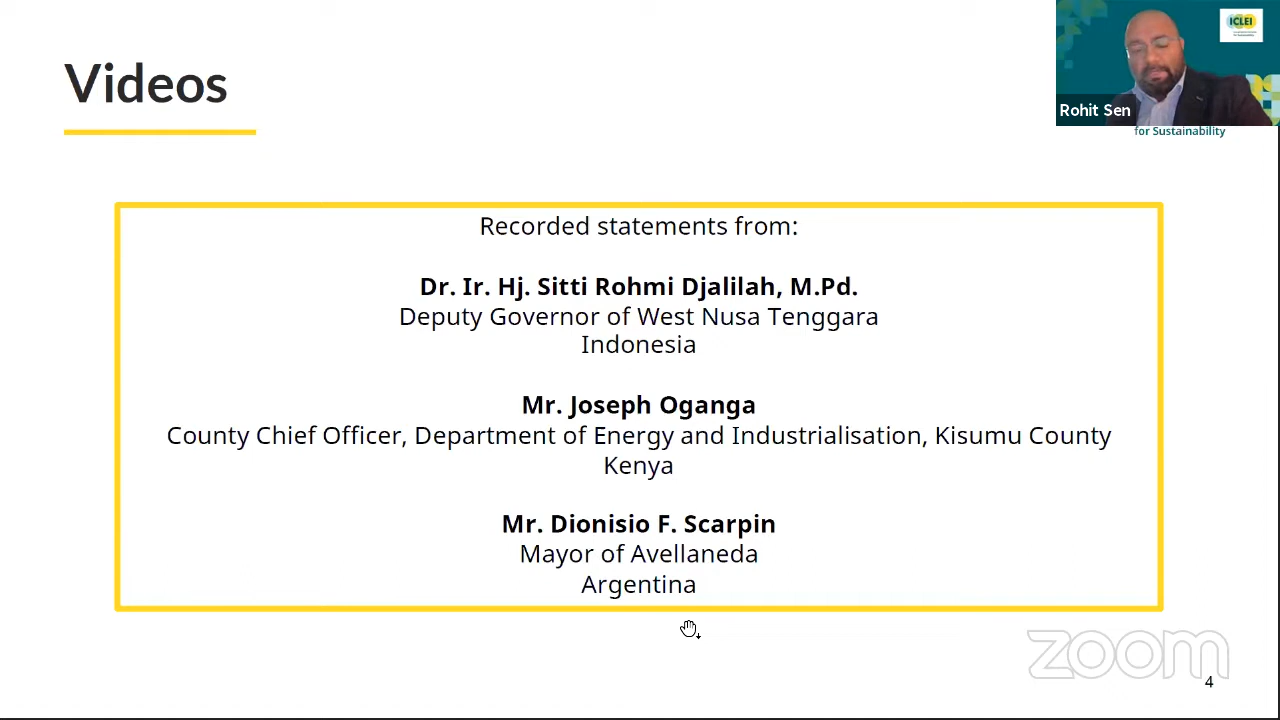 Videos
ICLEI
Rohit Sen
for Sustainability
Recorded statements from:
Dr. Ir. Hj. Sitti Rohmi Djalilah, M.Pd.
Deputy Governor of West Nusa Tenggara
Indonesia
Mr. Joseph Oganga
County Chief Officer, Department of Energy and Industrialisation, Kisumu County
Kenya
Mr. Dionisio F. Scarpin
Mayor of Avellaneda
Argentina
zoom
4